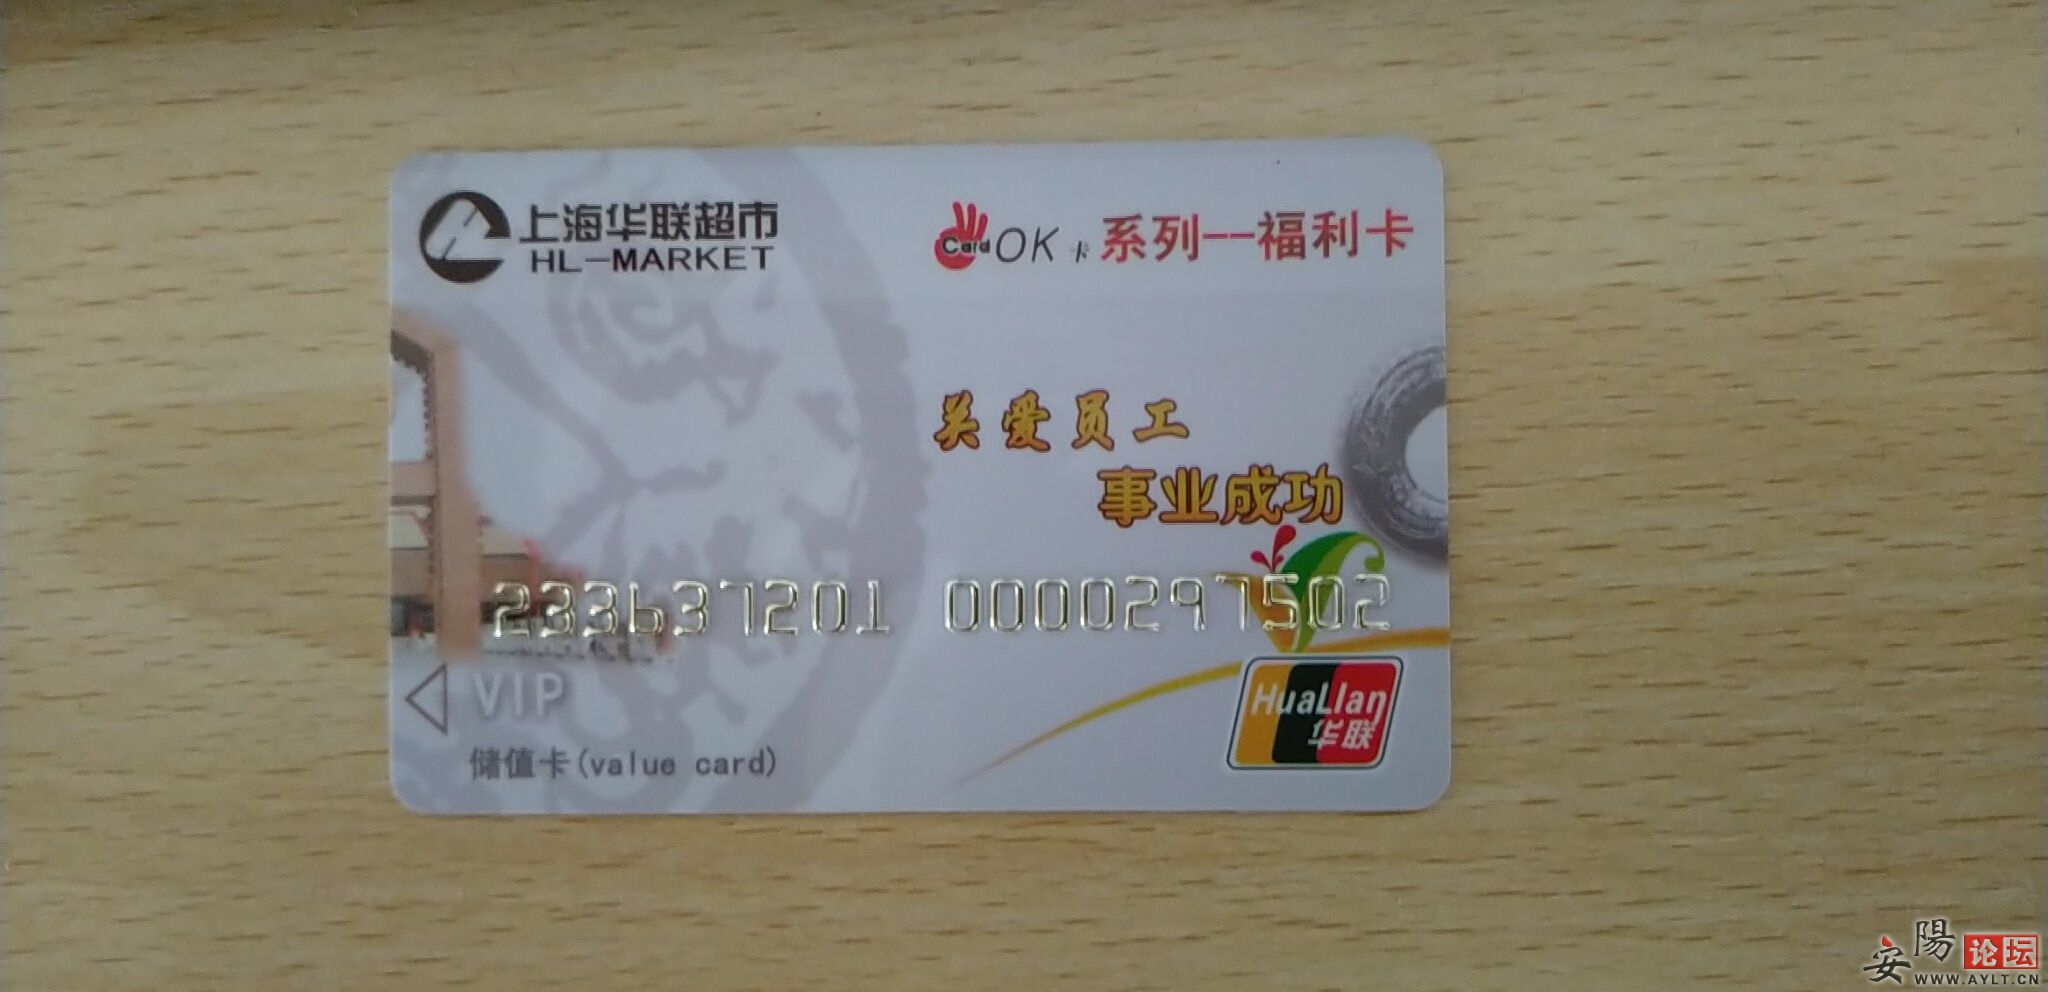 上海华联超市
HL-MARKET
Card OK 卡 系列--福利卡
关爱员工
事业成功
233637201 0000297502
VIP
储值卡(value card)
HuaLian
华联
安陽论坛
WWW.AYLT.CN